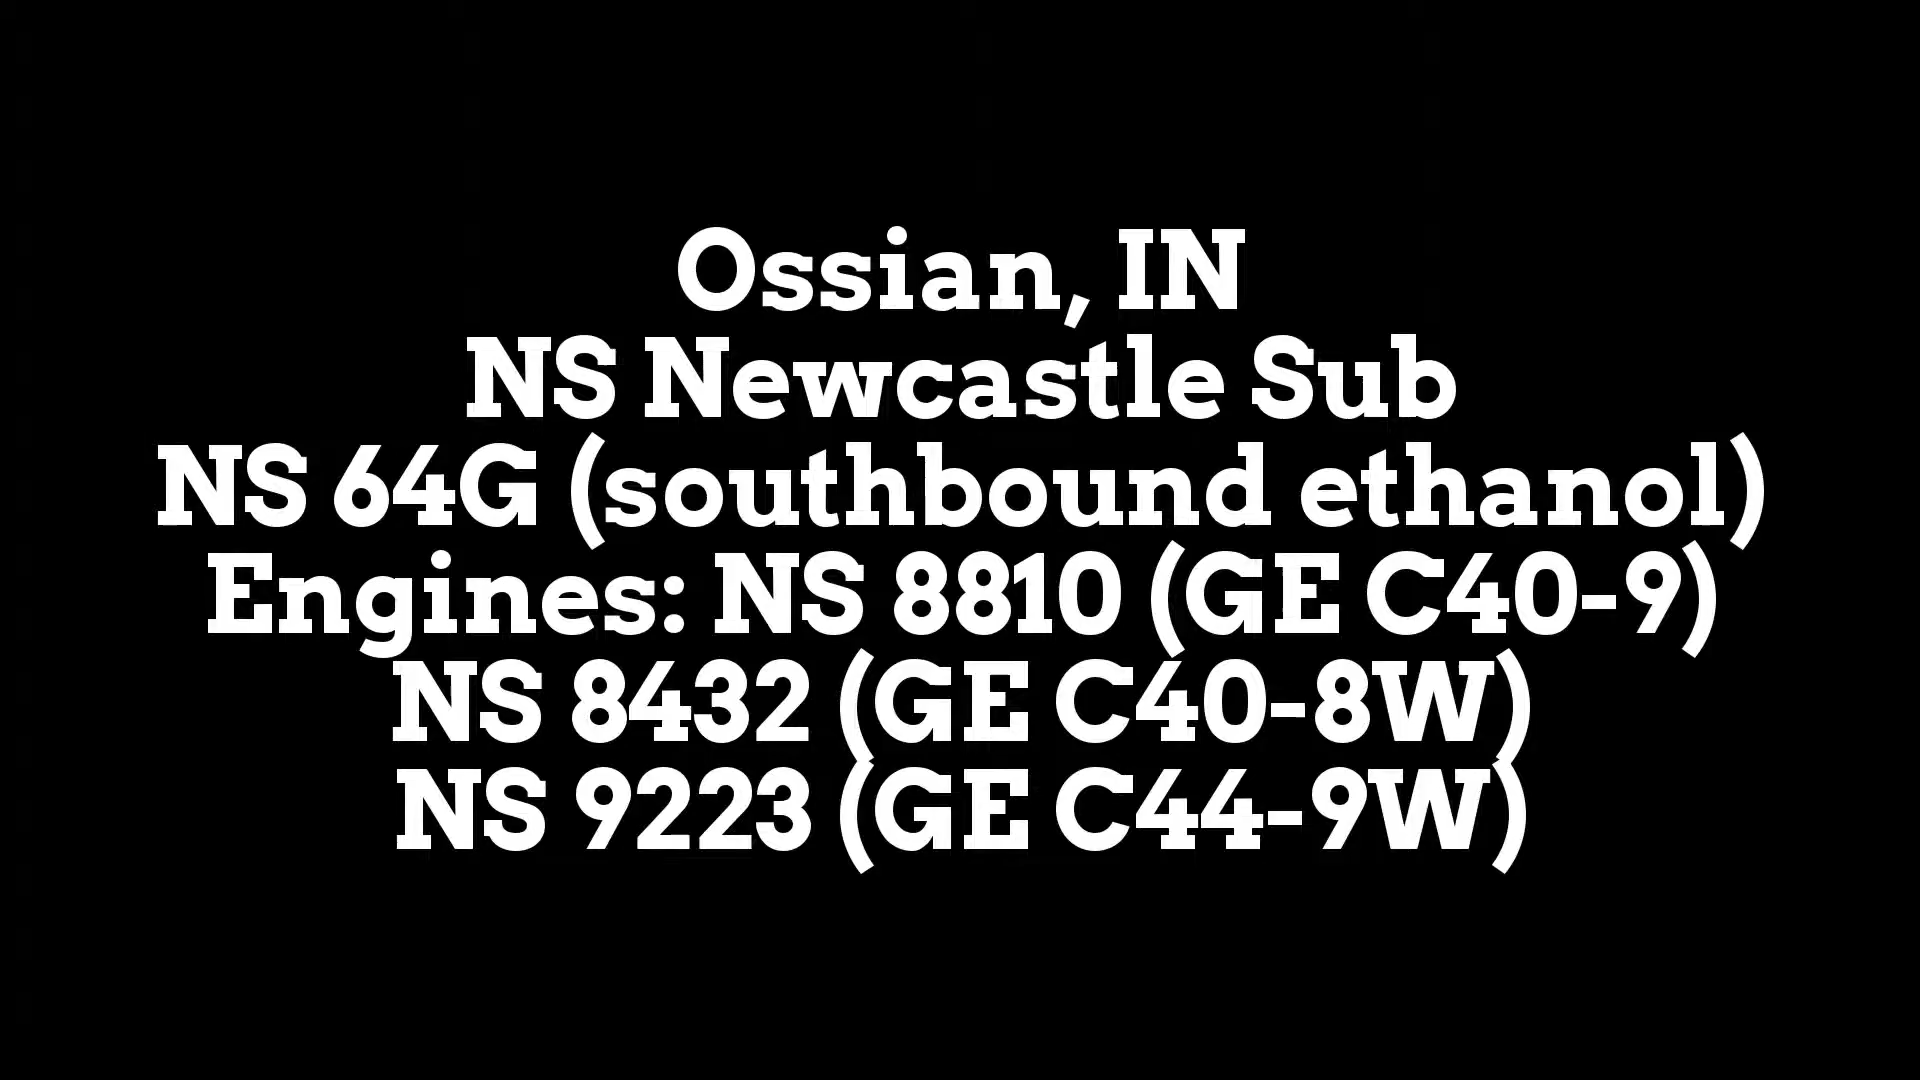 Ossian, IN
NS Newcastle Sub
NS 64G (southbound ethanol)
Engines: NS 8810 (GE C40-9)
NS 8432 (GE C40-8W)
NS 9223 (GE C44-9W)